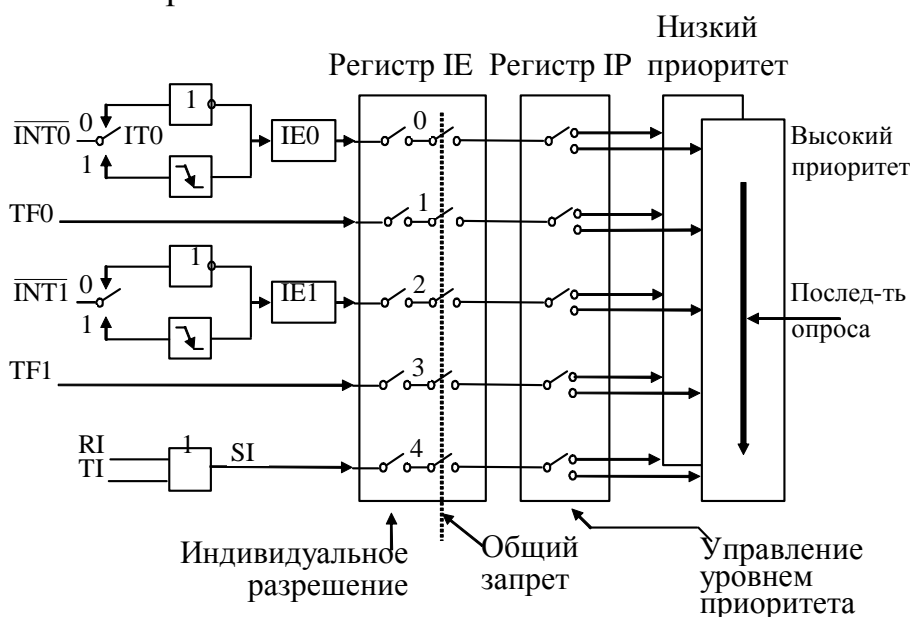 Низкий
Регистр IE Регистр IP приоритет
1
INT0 0 IT0
1
IE0
0
Высокий
приоритет
TF0
1
1
INT1 0
1
IE1
2
Послед-ть
опроса
TF1
3
RI
TI
1
SI
4
Индивидуальное
разрешение
Общий
запрет
Управление
уровнем
приоритета